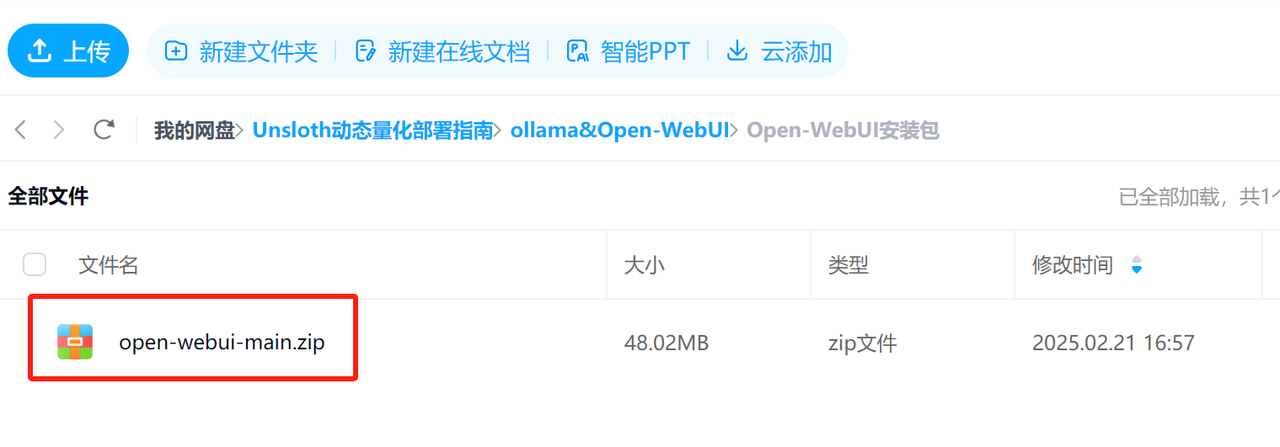 上传 新建文件夹 新建在线文档 智能PPT 云添加
我的网盘 Unsloth动态量化部署指南 ollama&Open-WebUI Open-WebUI安装包
全部文件 已全部加载，共1个
文件名 大小 类型 修改时间
open-webui-main.zip 48.02MB zip文件 2025.02.21 16:57